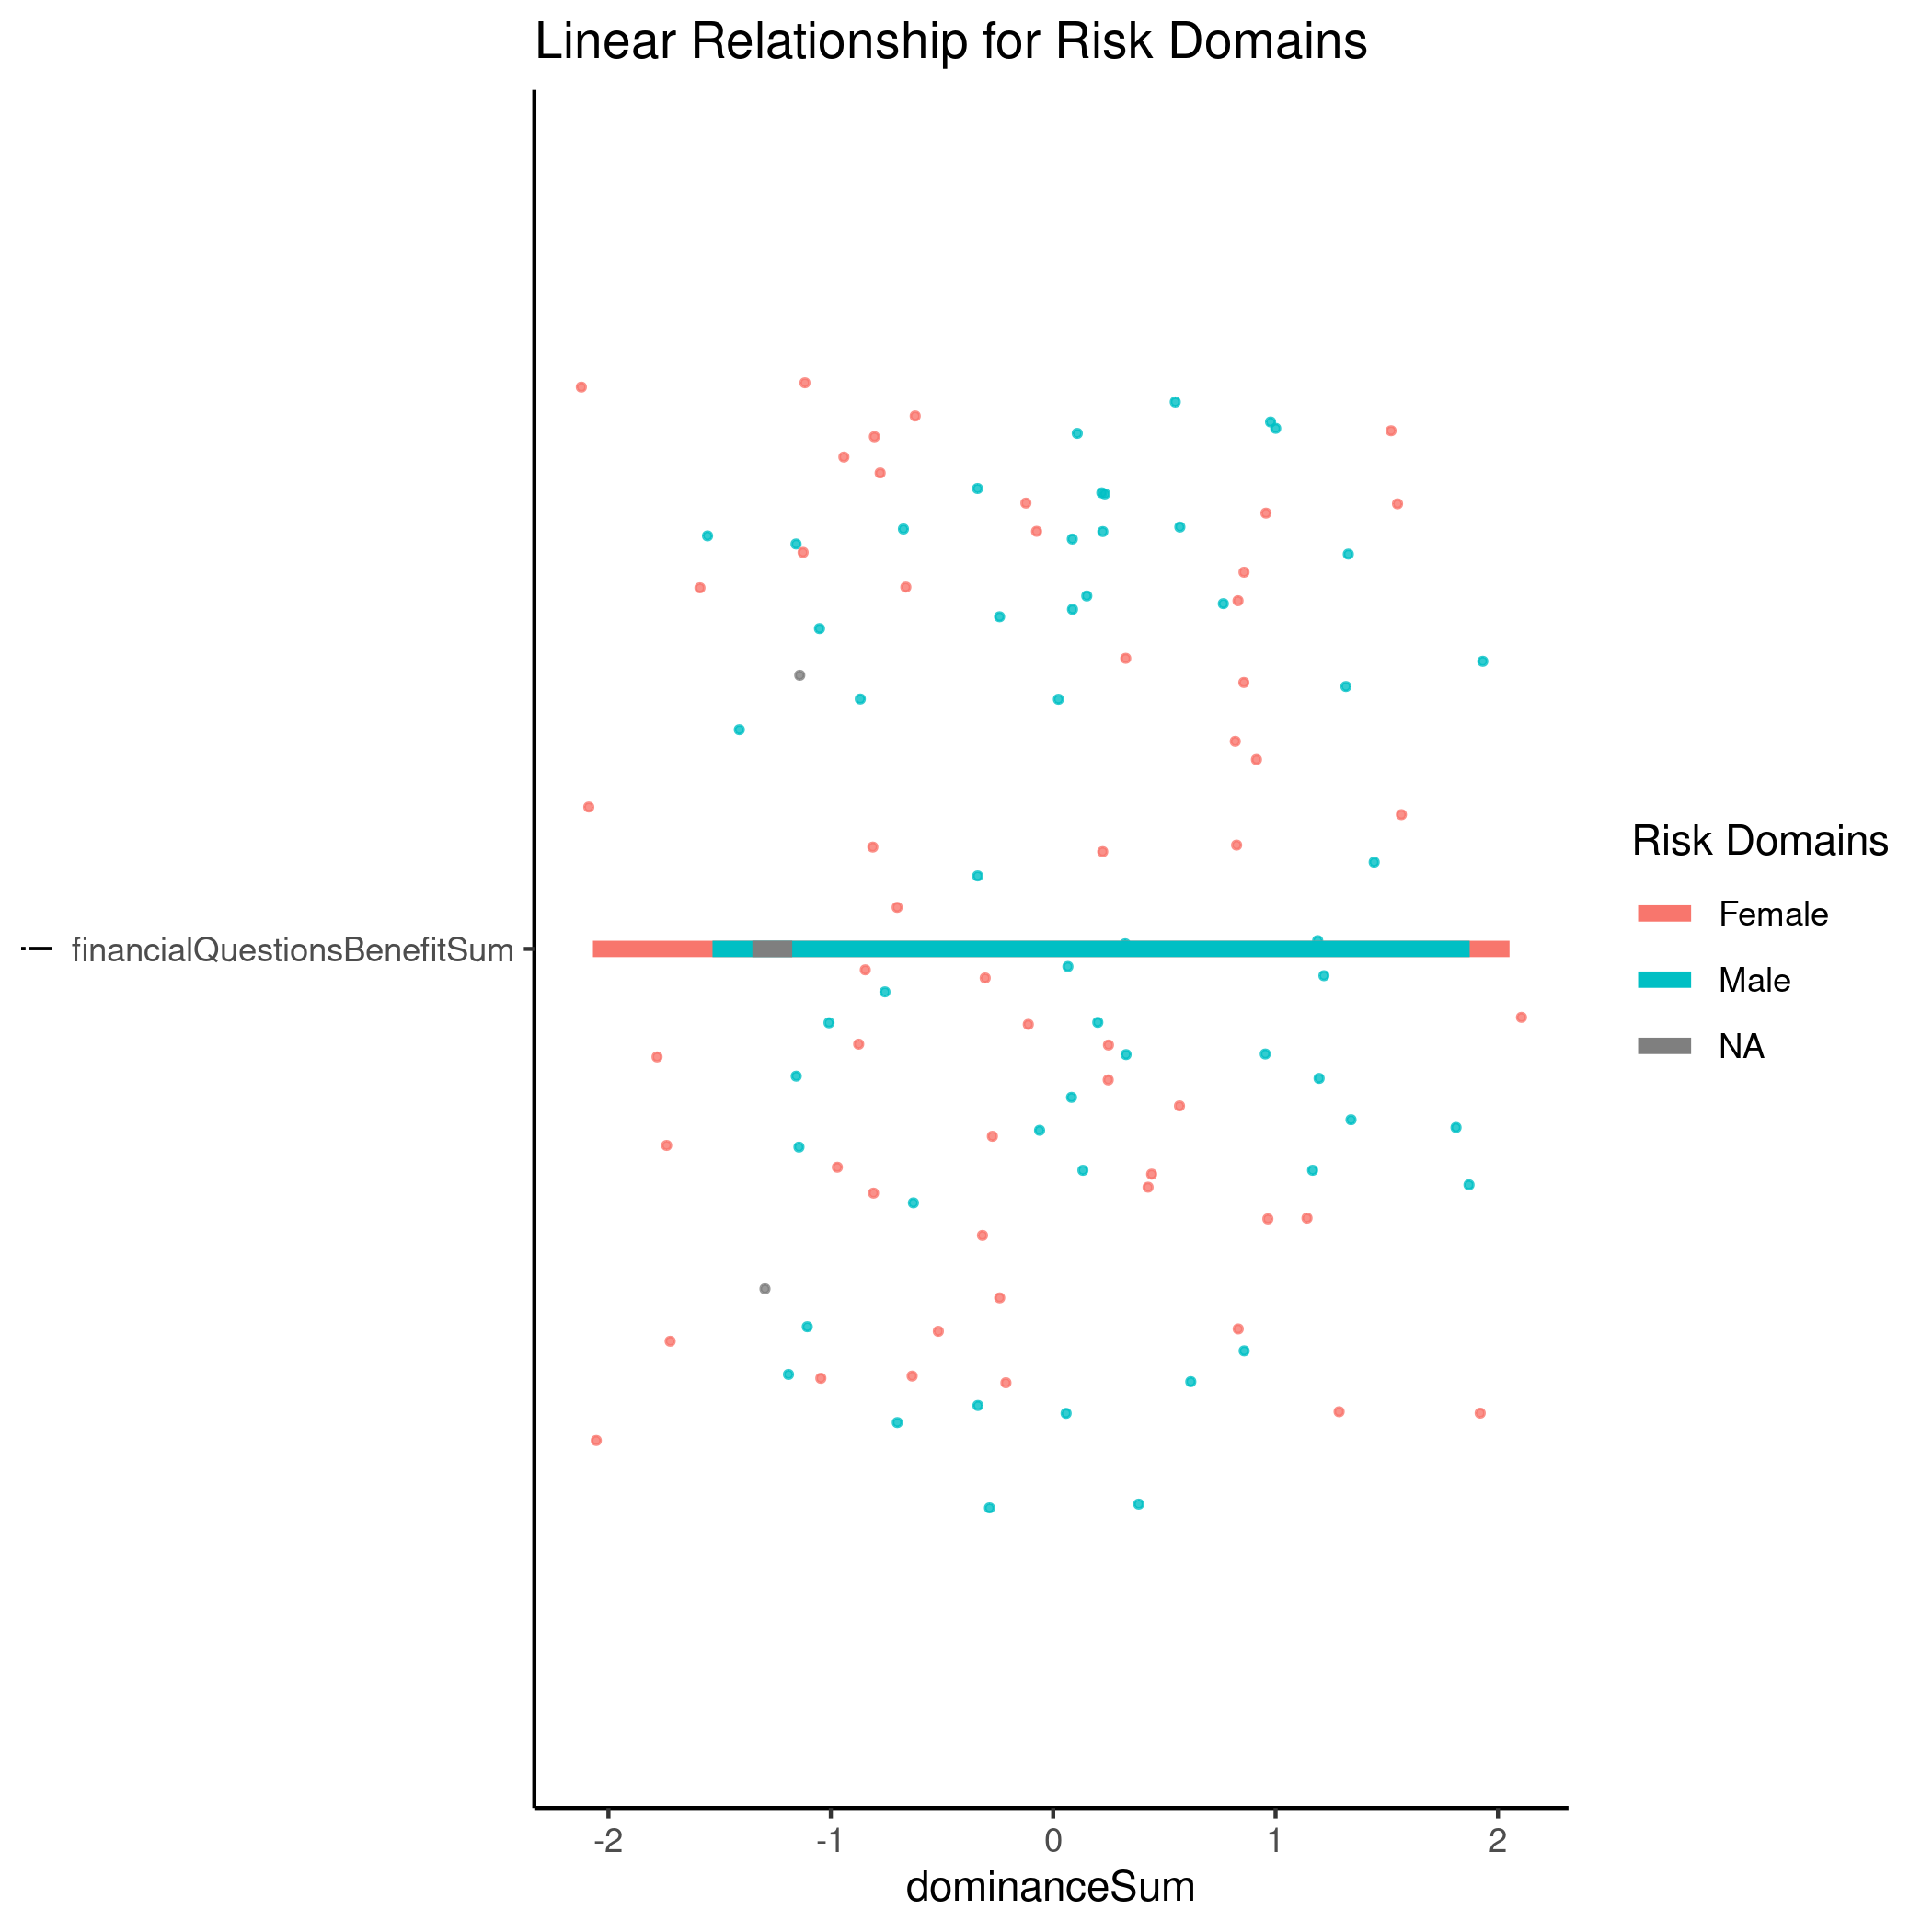 Linear Relationship for Risk Domains
financialQuestionsBenefitSum
Risk Domains
Female
Male
NA
-2 -1 0 1 2
dominanceSum